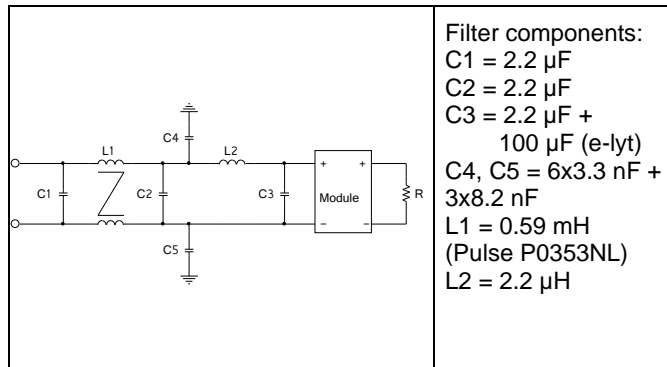 C4
L1
L2
C1
C2
C3
+
+
Module
R
−
−
C5
Filter components:
C1 = 2.2 µF
C2 = 2.2 µF
C3 = 2.2 µF +
100 µF (e-lyt)
C4, C5 = 6x3.3 nF +
3x8.2 nF
L1 = 0.59 mH
(Pulse P0353NL)
L2 = 2.2 µH